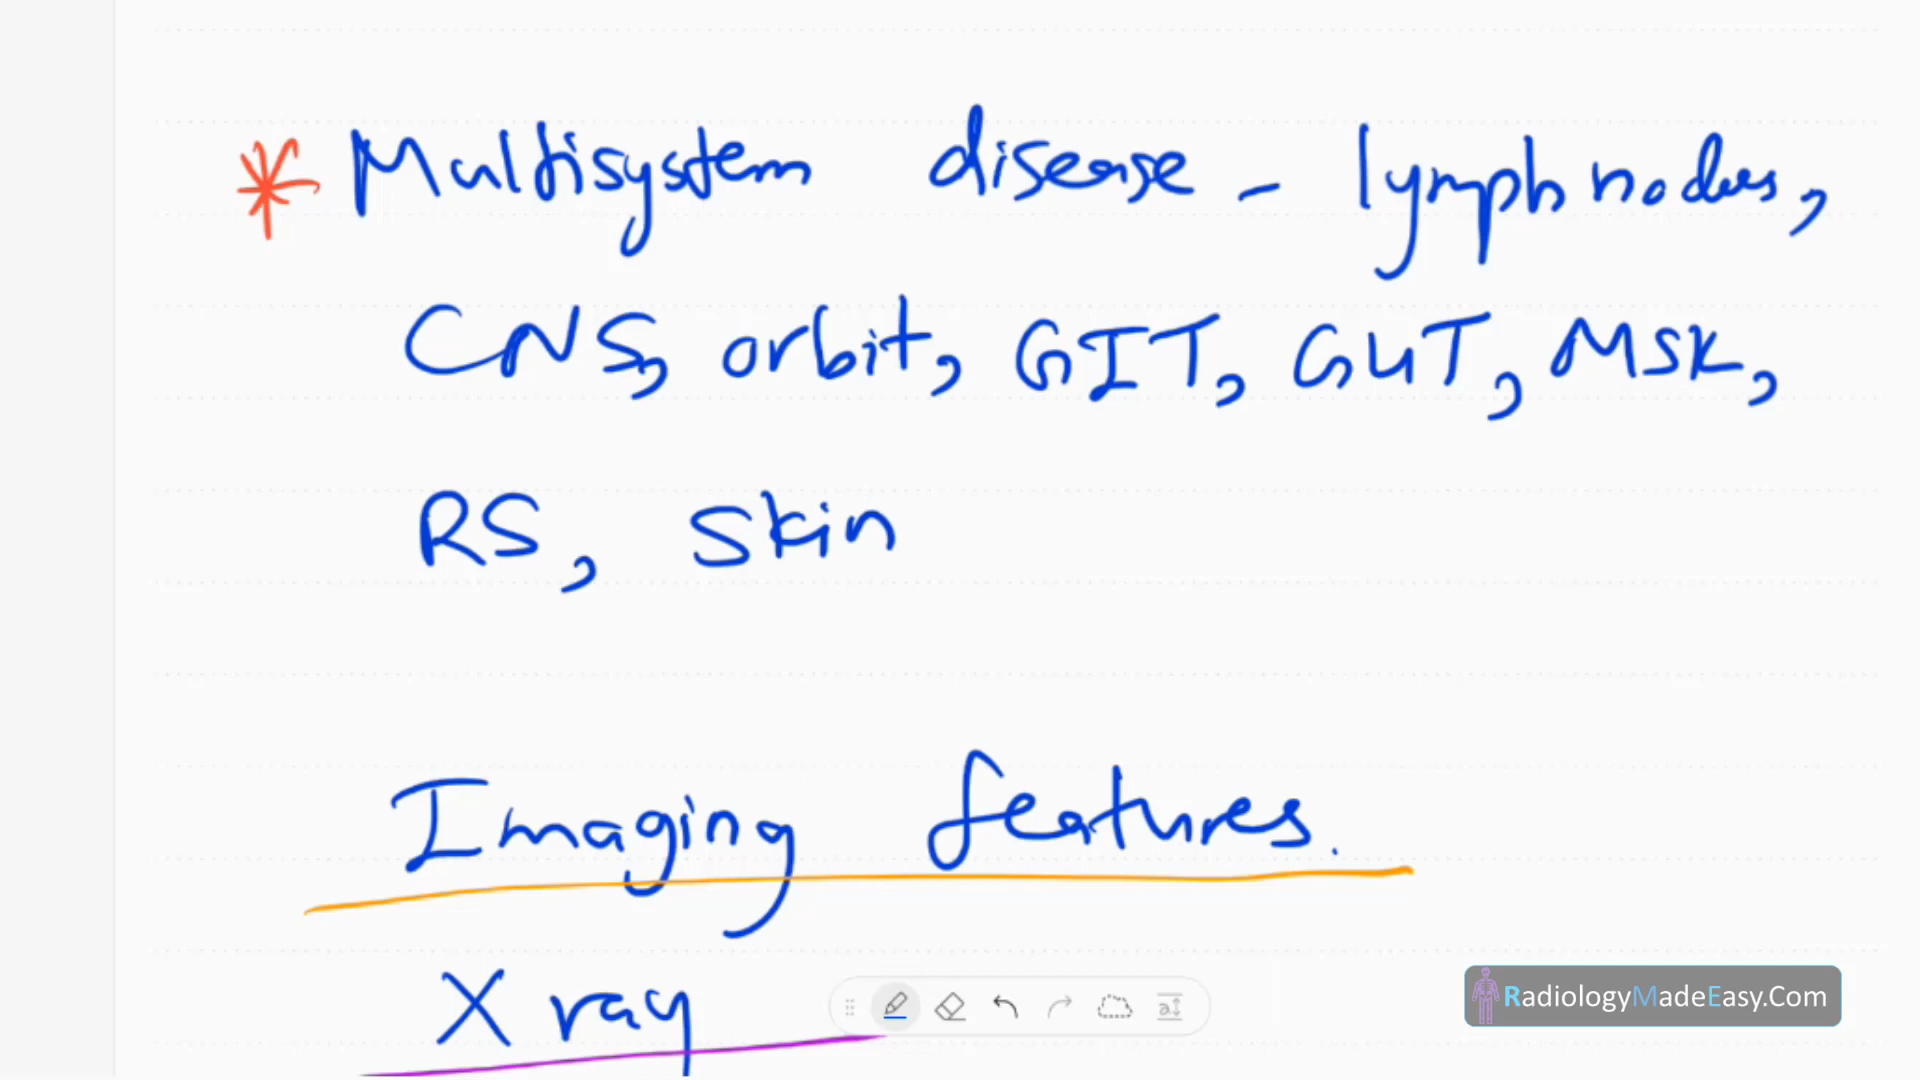 * Multisystem disease - lymph nodes,
CNS, orbit, GIT, GUT, MSK,
RS, Skin
Imaging features.
X ray
RadiologyMadeEasy.Com